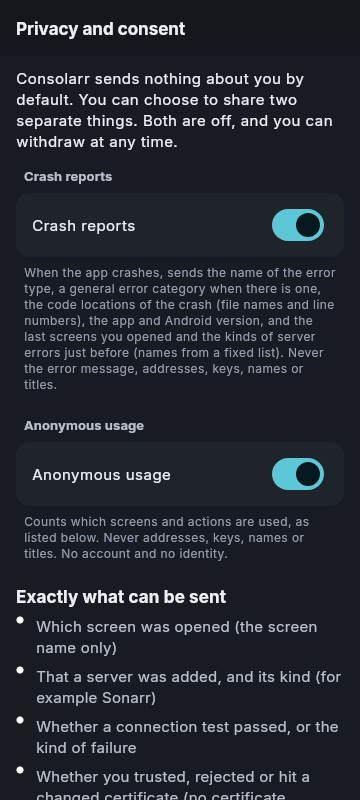 Privacy and consent
Consolarr sends nothing about you by
default. You can choose to share two
separate things. Both are off, and you can
withdraw at any time.
Crash reports
Crash reports
When the app crashes, sends the name of the error
type, a general error category when there is one,
the code locations of the crash (file names and line
numbers), the app and Android version, and the
last screens you opened and the kinds of server
errors just before (names from a fixed list). Never
the error message, addresses, keys, names or
titles.
Anonymous usage
Anonymous usage
Counts which screens and actions are used, as
listed below. Never addresses, keys, names or
titles. No account and no identity.
Exactly what can be sent
Which screen was opened (the screen
name only)
That a server was added, and its kind (for
example Sonarr)
Whether a connection test passed, or the
kind of failure
Whether you trusted, rejected or hit a
changed certificate (no certificate